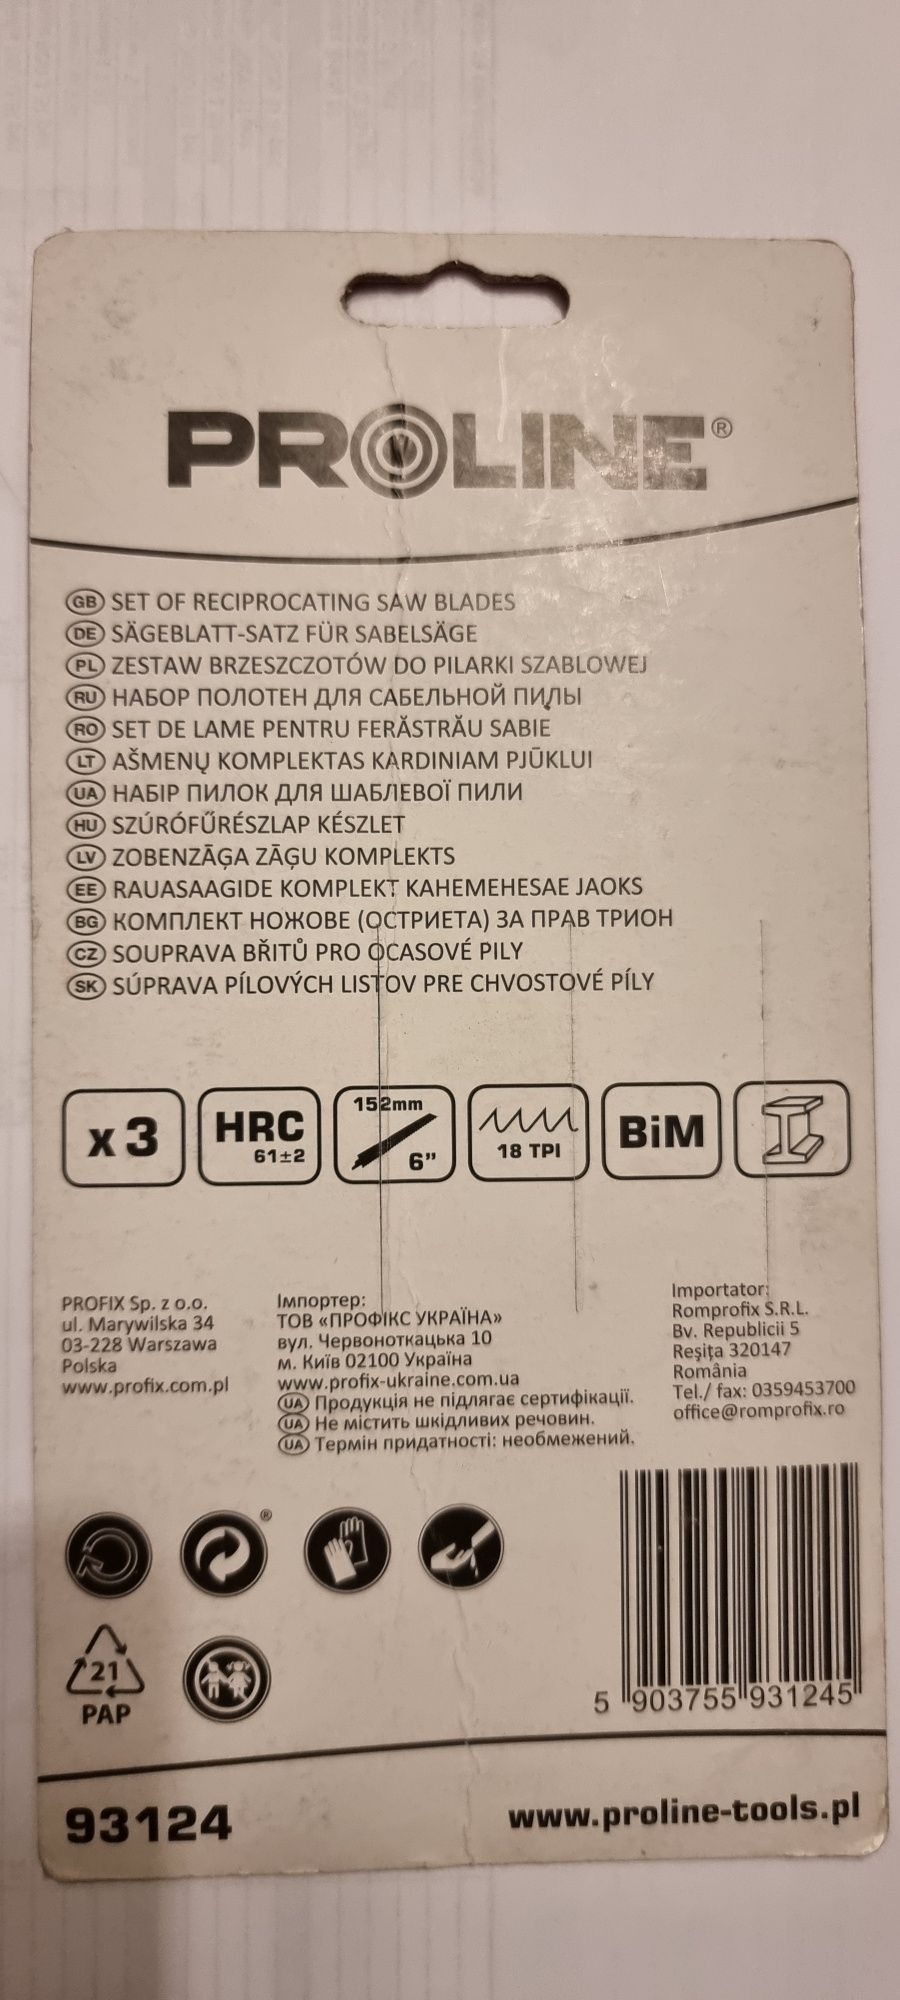 PROLINE®
GB SET OF RECIPROCATING SAW BLADES
DE SÄGEBLATT-SATZ FÜR SABELSÄGE
PL ZESTAW BRZESZCZOTÓW DO PILARKI SZABLOWEJ
RU НАБОР ПОЛОТЕН ДЛЯ САБЕЛЬНОЙ ПИЛЫ
RO SET DE LAME PENTRU FERĂSTRĂU SABIE
LT AŠMENŲ KOMPLEKTAS KARDINIAM PJŪKLUI
UA НАБІР ПИЛОК ДЛЯ ШАБЛЕВОЇ ПИЛИ
HU SZÚRÓFŰRÉSZLAP KÉSZLET
LV ZOBENZĀĢA ZĀĢU KOMPLEKTS
EE RAUASAAGIDE KOMPLEKT KAHEMEHESAE JAOKS
BG КОМПЛЕКТ НОЖОВЕ (ОСТРИЕТА) ЗА ПРАВ ТРИОН
CZ SOUPRAVA BŘITŮ PRO OCASOVÉ PILY
SK SÚPRAVA PÍLOVÝCH LISTOV PRE CHVOSTOVÉ PÍLY
x 3
HRC
61±2
152mm
6”
18 TPI
BiM
PROFIX Sp. z o.o.
ul. Marywilska 34
03-228 Warszawa
Polska
www.profix.com.pl
Імпортер:
ТОВ «ПРОФІКС УКРАЇНА»
вул. Червоноткацька 10
м. Київ 02100 Україна
www.profix-ukraine.com.ua
UA Продукція не підлягає сертифікації.
UA Не містить шкідливих речовин.
UA Термін придатності: необмежений.
Importator:
Romprofix S.R.L.
Bv. Republicii 5
Reşiţa 320147
România
Tel./ fax: 0359453700
office@romprofix.ro
®
21
PAP
5 903755 931245
93124
www.proline-tools.pl